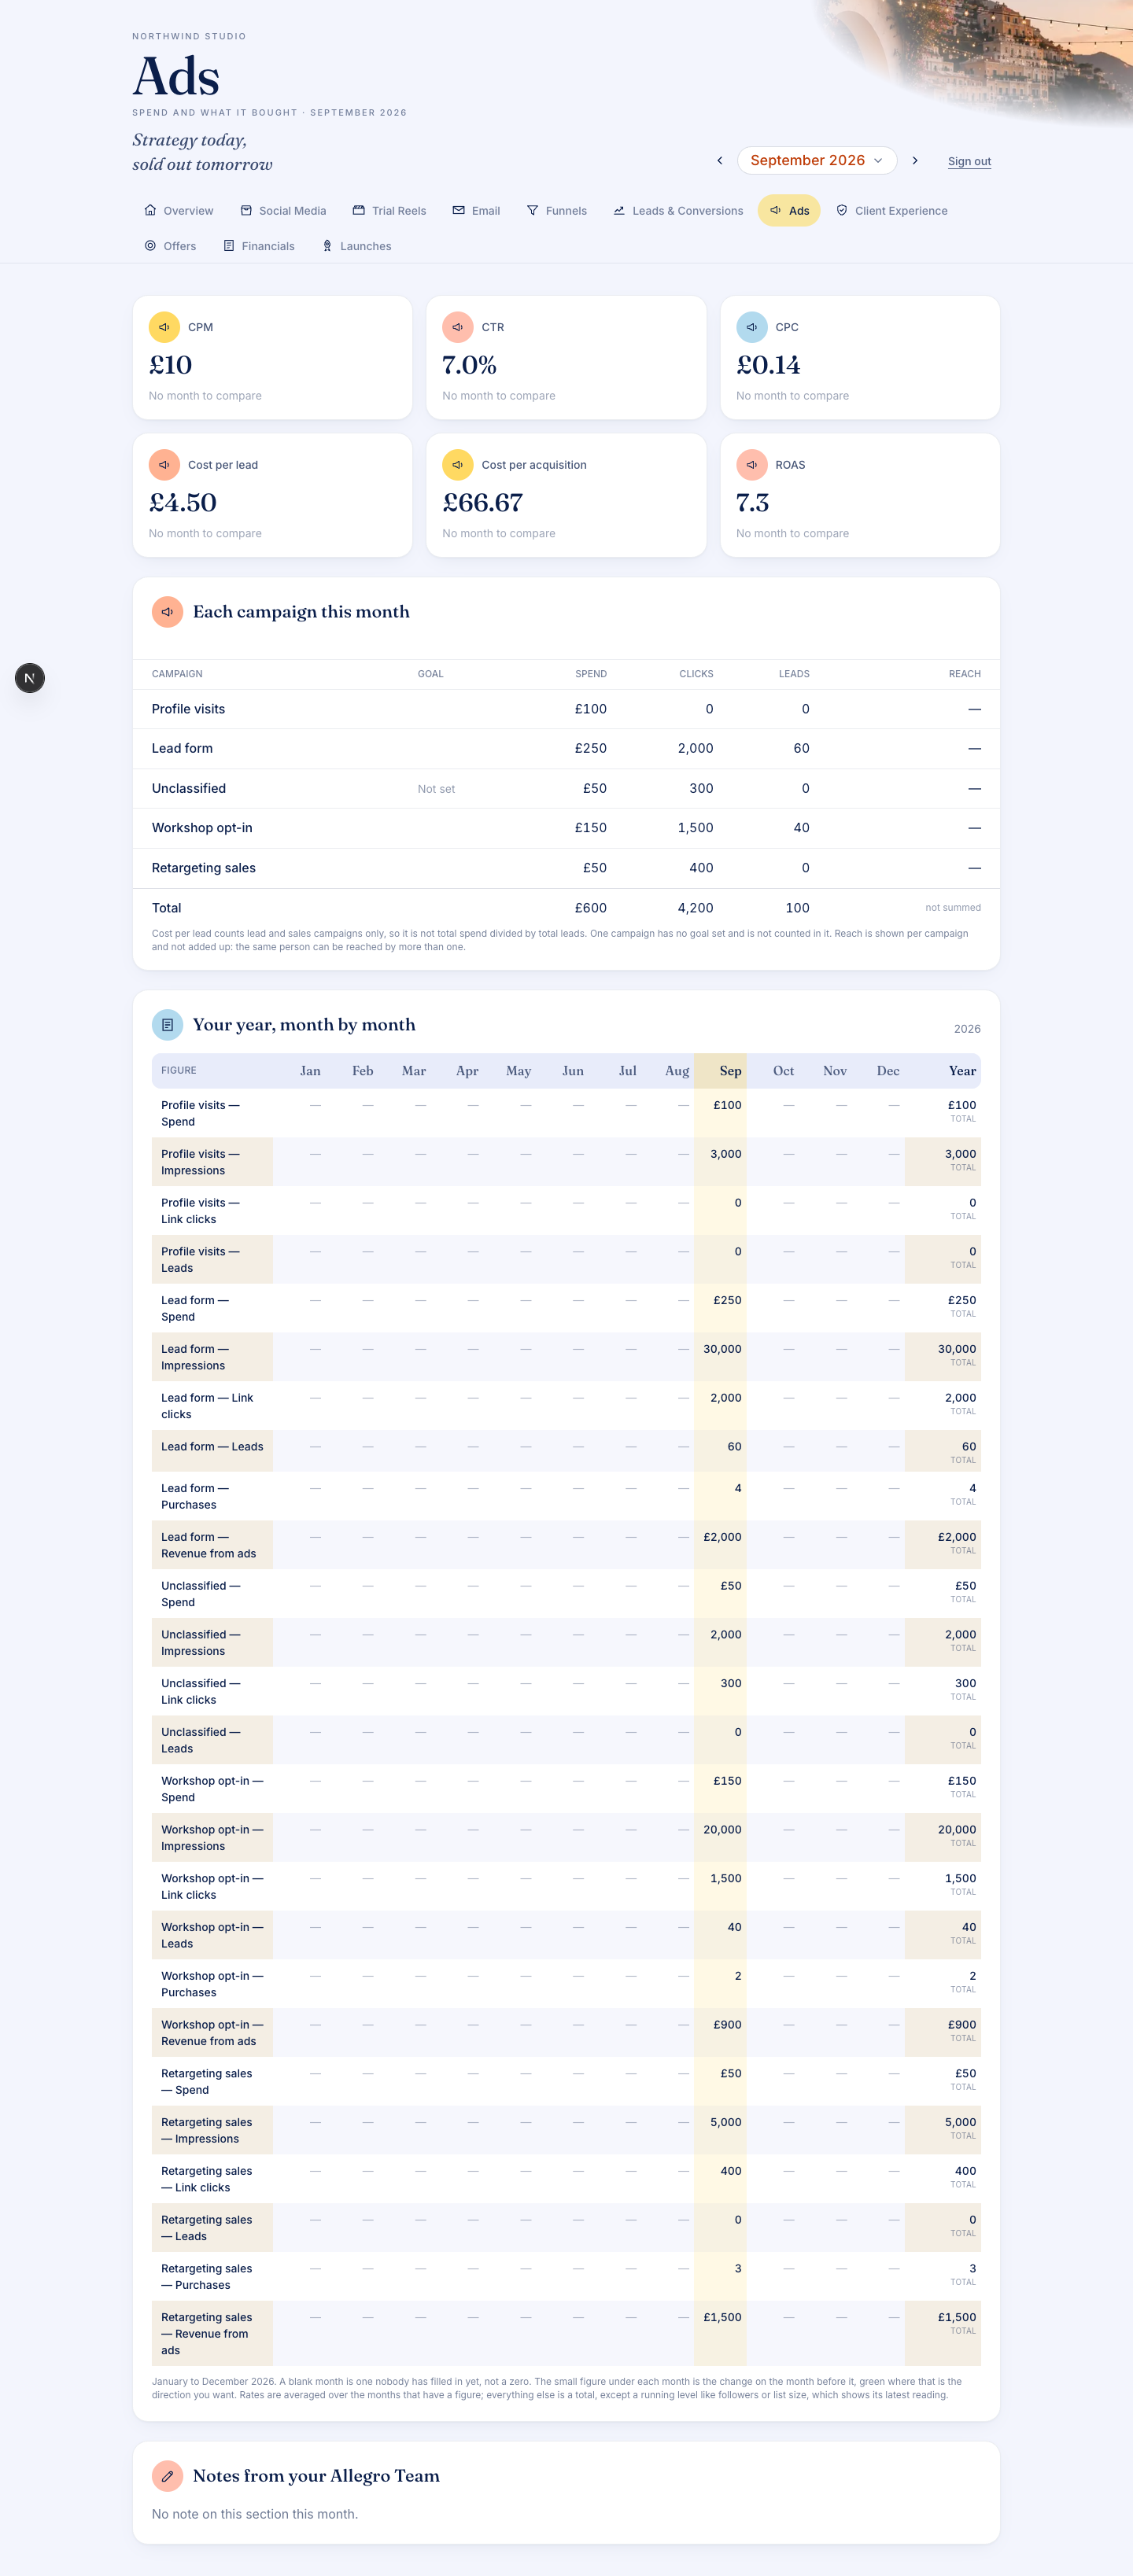 NORTHWIND STUDIO
Ads
SPEND AND WHAT IT BOUGHT · SEPTEMBER 2026
Strategy today,
sold out tomorrow
September 2026
Sign out
Overview Social Media Trial Reels Email Funnels Leads & Conversions Ads Client Experience
Offers Financials Launches
CPM
£10
No month to compare
CTR
7.0%
No month to compare
CPC
£0.14
No month to compare
Cost per lead
£4.50
No month to compare
Cost per acquisition
£66.67
No month to compare
ROAS
7.3
No month to compare
Each campaign this month
CAMPAIGN GOAL SPEND CLICKS LEADS REACH
Profile visits £100 0 0 —
Lead form £250 2,000 60 —
Unclassified Not set £50 300 0 —
Workshop opt-in £150 1,500 40 —
Retargeting sales £50 400 0 —
Total £600 4,200 100 not summed
Cost per lead counts lead and sales campaigns only, so it is not total spend divided by total leads. One campaign has no goal set and is not counted in it. Reach is shown per campaign
and not added up: the same person can be reached by more than one.
Your year, month by month
2026
FIGURE Jan Feb Mar Apr May Jun Jul Aug Sep Oct Nov Dec Year
Profile visits — — — — — — — — — £100 — — — £100
Spend TOTAL
Profile visits — — — — — — — — — 3,000 — — — 3,000
Impressions TOTAL
Profile visits — — — — — — — — — 0 — — — 0
Link clicks TOTAL
Profile visits — — — — — — — — — 0 — — — 0
Leads TOTAL
Lead form — — — — — — — — — £250 — — — £250
Spend TOTAL
Lead form — — — — — — — — — 30,000 — — — 30,000
Impressions TOTAL
Lead form — Link — — — — — — — — 2,000 — — — 2,000
clicks TOTAL
Lead form — Leads — — — — — — — — 60 — — — 60
TOTAL
Lead form — — — — — — — — — 4 — — — 4
Purchases TOTAL
Lead form — — — — — — — — — £2,000 — — — £2,000
Revenue from ads TOTAL
Unclassified — — — — — — — — — £50 — — — £50
Spend TOTAL
Unclassified — — — — — — — — — 2,000 — — — 2,000
Impressions TOTAL
Unclassified — — — — — — — — — 300 — — — 300
Link clicks TOTAL
Unclassified — — — — — — — — — 0 — — — 0
Leads TOTAL
Workshop opt-in — — — — — — — — — £150 — — — £150
Spend TOTAL
Workshop opt-in — — — — — — — — — 20,000 — — — 20,000
Impressions TOTAL
Workshop opt-in — — — — — — — — — 1,500 — — — 1,500
Link clicks TOTAL
Workshop opt-in — — — — — — — — — 40 — — — 40
Leads TOTAL
Workshop opt-in — — — — — — — — — 2 — — — 2
Purchases TOTAL
Workshop opt-in — — — — — — — — — £900 — — — £900
Revenue from ads TOTAL
Retargeting sales — — — — — — — — £50 — — — £50
— Spend TOTAL
Retargeting sales — — — — — — — — 5,000 — — — 5,000
— Impressions TOTAL
Retargeting sales — — — — — — — — 400 — — — 400
— Link clicks TOTAL
Retargeting sales — — — — — — — — 0 — — — 0
— Leads TOTAL
Retargeting sales — — — — — — — — 3 — — — 3
— Purchases TOTAL
Retargeting sales — — — — — — — — £1,500 — — — £1,500
— Revenue from TOTAL
ads
January to December 2026. A blank month is one nobody has filled in yet, not a zero. The small figure under each month is the change on the month before it, green where that is the
direction you want. Rates are averaged over the months that have a figure; everything else is a total, except a running level like followers or list size, which shows its latest reading.
Notes from your Allegro Team
No note on this section this month.
N